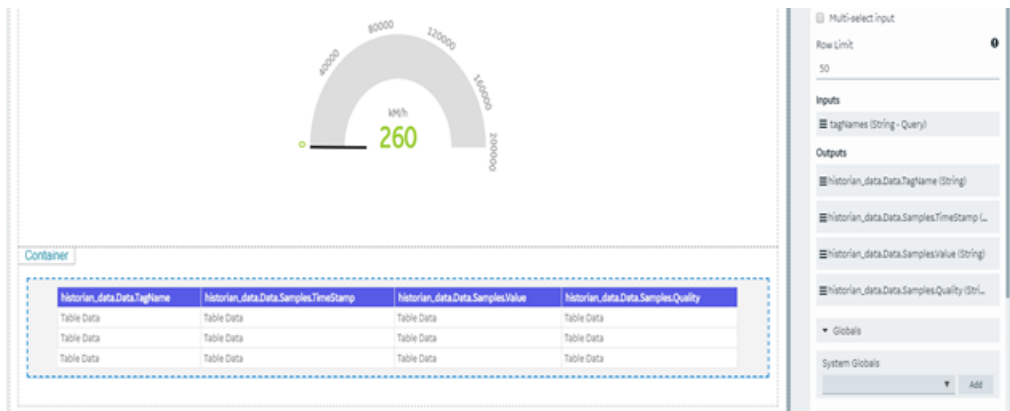 40000
80000
120000
160000
200000
kM/h
260
0
Container
historian_data.Data.TagName historian_data.Data.Samples.TimeStamp historian_data.Data.Samples.Value historian_data.Data.Samples.Quality
Table Data Table Data Table Data Table Data
Table Data Table Data Table Data Table Data
Table Data Table Data Table Data Table Data
Multi-select input
Row Limit
50
Inputs
tagNames (String - Query)
Outputs
historian_data.Data.TagName (String)
historian_data.Data.Samples.TimeStamp (...
historian_data.Data.Samples.Value (String)
historian_data.Data.Samples.Quality (Stri...
Globals
System Globals
Add